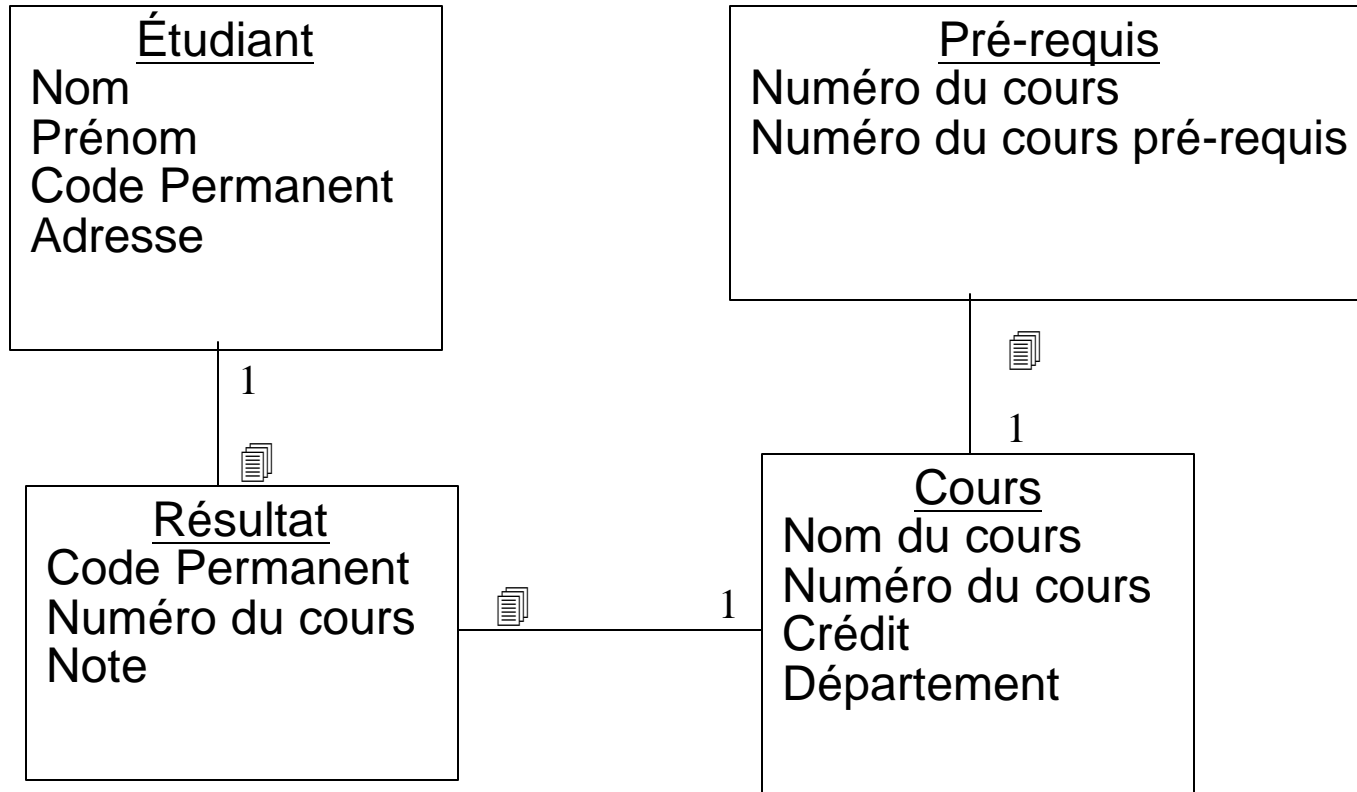 Étudiant
Nom
Prénom
Code Permanent
Adresse
Pré-requis
Numéro du cours
Numéro du cours pré-requis
1
1
Résultat
Code Permanent
Numéro du cours
Note
1
Cours
Nom du cours
Numéro du cours
Crédit
Département